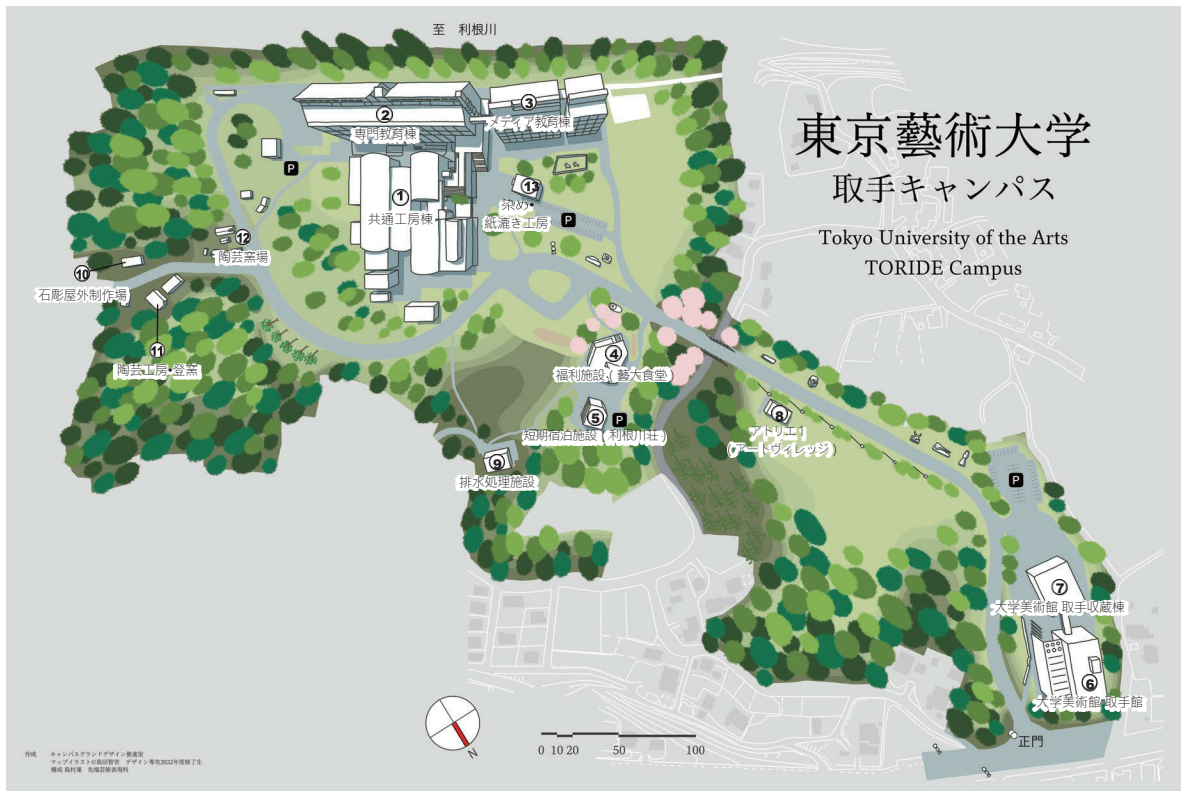 至　利根川
東京藝術大学
取手キャンパス
Tokyo University of the Arts
TORIDE Campus
②
専門教育棟
③
メディア教育棟
P
①
共通工房棟
⑬
染め・
紙漉き工房
P
⑫
陶芸窯場
⑩
石彫屋外制作場
⑪
陶芸工房・登窯
④
福利施設（藝大食堂）
⑤
P
短期宿泊施設（利根川荘）
⑧
アトリエ1
（アートヴィレッジ）
⑨
排水処理施設
P
⑦
大学美術館 取手収蔵棟
⑥
大学美術館 取手館
正門
N
0 10 20 50 100
作成　キャンパスグランドデザイン推進室
マップイラスト©島田智世　デザイン専攻2022年度修了生
構成 島村凜　先端芸術表現科